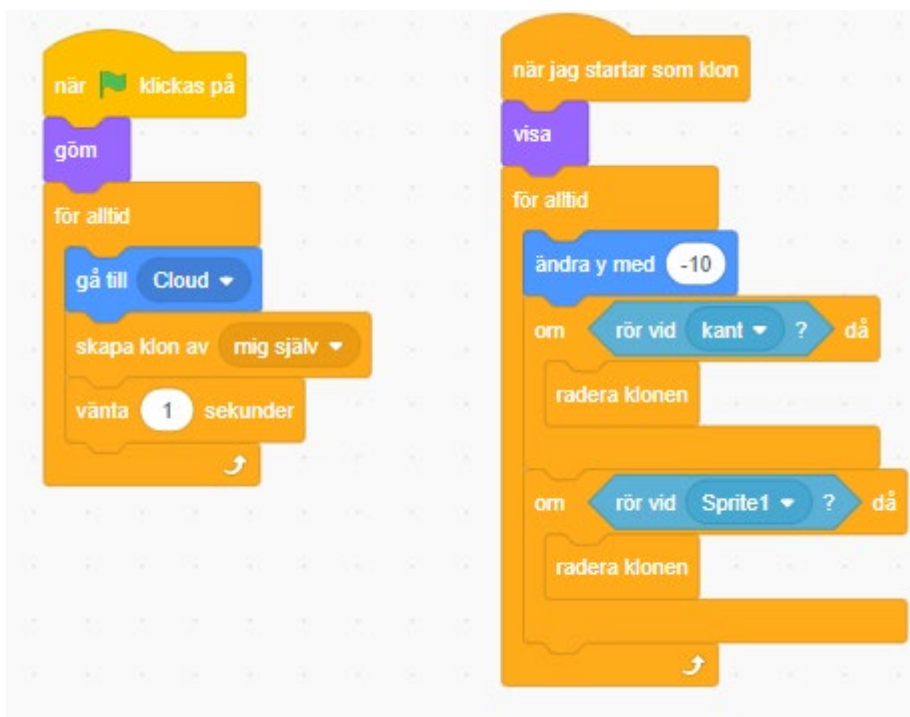 när klickas på
göm
för alltid
gå till Cloud
skapa klon av mig själv
vänta 1 sekunder
när jag startar som klon
visa
för alltid
ändra y med -10
om rör vid kant ? då
radera klonen
om rör vid Sprite1 ? då
radera klonen